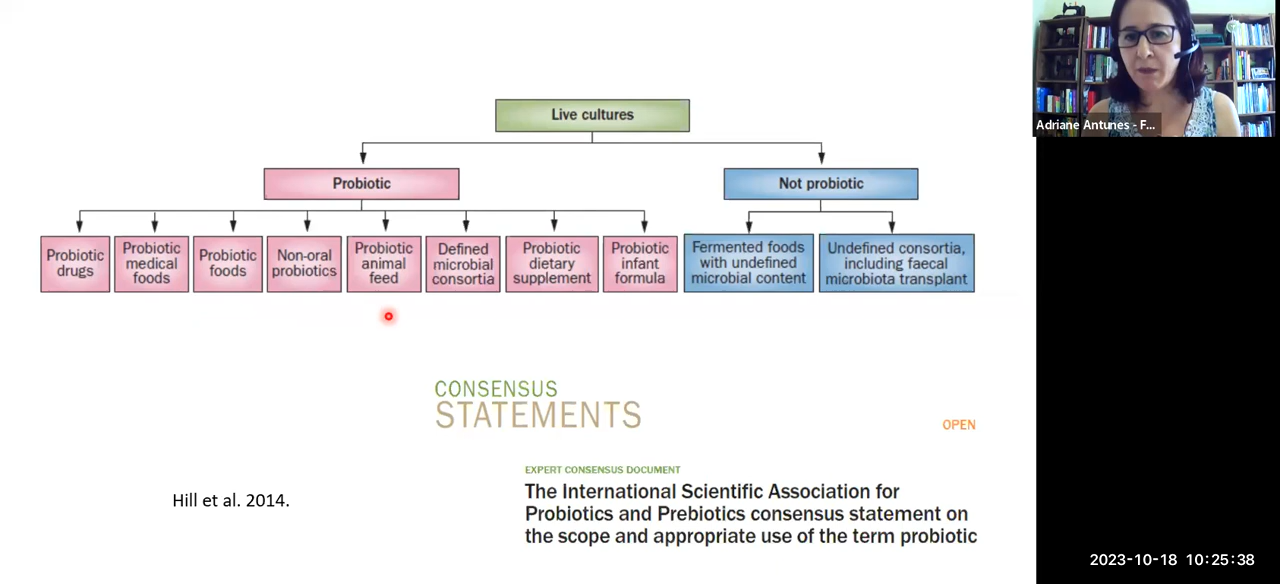 Live cultures
Probiotic
Not probiotic
Probiotic
drugs
Probiotic
medical
foods
Probiotic
foods
Non-oral
probiotics
Probiotic
animal
feed
Defined
microbial
consortia
Probiotic
dietary
supplement
Probiotic
infant
formula
Fermented foods
with undefined
microbial content
Undefined consortia,
including faecal
microbiota transplant
CONSENSUS
STATEMENTS
OPEN
EXPERT CONSENSUS DOCUMENT
The International Scientific Association for
Probiotics and Prebiotics consensus statement on
the scope and appropriate use of the term probiotic
Hill et al. 2014.
Adriane Antunes - F...
2023-10-18 10:25:38